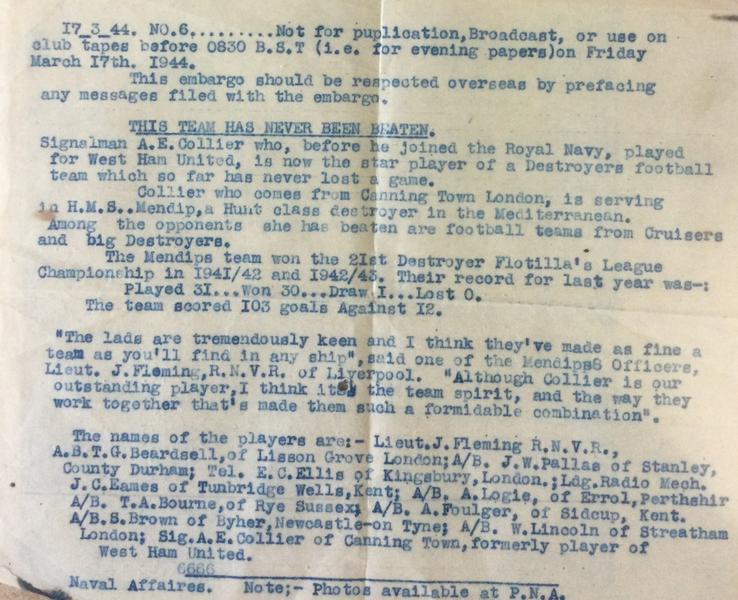 I7_3_44. NO.6.........Not for puplication,Broadcast, or use on
club tapes before 0830 B.S.T (i.e. for evening papers)on Friday
March I7th. I944.
This embargo should be respected overseas by prefacing
any messages filed with the embargo.
THIS TEAM HAS NEVER BEEN BEATEN.
Signalman A.E.Collier who, before he joined the Royal Navy, played
for West Ham United, is now the star player of a Destroyers football
team which so far has never lost a game.
Collier who comes from Canning Town London, is serving
in H.M.S..Mendip,a Hunt class destroyer in the Mediterranean.
Among the opponents she has beaten are football teams from Cruisers
and big Destroyers.
The Mendips team won the 2Ist Destroyer Flotilla's League
Championship in I94I/42 and I942/43. Their record for last year was-:
Played 3I...Won 30...Draw I...Lost 0.
The team scored I03 goals Against I2.
"The lads are tremendously keen and I think they've made as fine a
team as you'll find in any ship",said one of the Mendips8 Officers,
Lieut. J.Fleming,R.N.V.R. of Liverpool. "Although Collier is our
outstanding player,I think its the team spirit, and the way they
work together that's made them such a formidable combination".
The names of the players are:- Lieut.J.Fleming R.N.V.R.,
A.B.T.G.Beardsell,of Lisson Grove London;A/B. J.W.Pallas of Stanley,
County Durham; Tel. E.C.Ellis of Kingsbury,London.;Ldg.Radio Mech.
J.C.Eames of Tunbridge Wells,Kent; A/B. A.Logie, of Errol,Perthshir
A/B. T.A.Bourne,of Rye Sussex; A/B. A.Foulger, of Sidcup, Kent.
A/B.S.Brown of Byher,Newcastle-on Tyne; A/B. W.Lincoln of Streatham
London; Sig.A.E.Collier of Canning Town,formerly player of
West Ham United.
6666
Naval Affaires. Note;- Photos available at P.N.A.